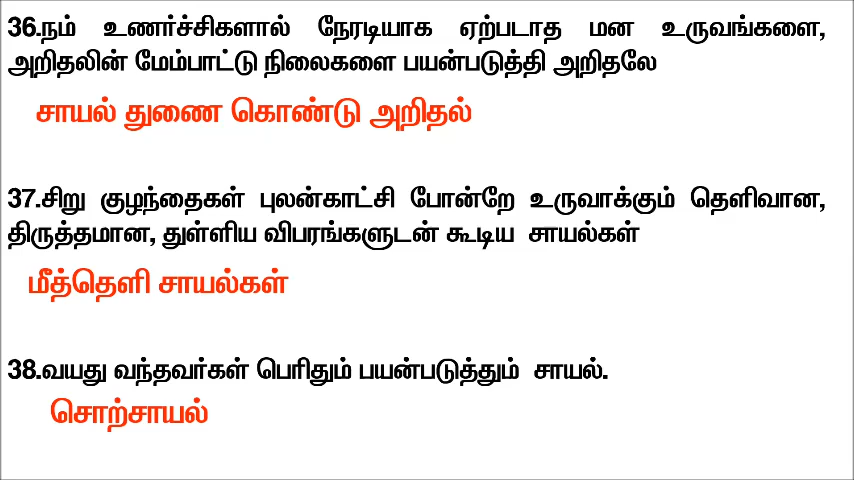 36.நம் உணர்ச்சிகளால் நேரடியாக ஏற்படாத மன உருவங்களை,
அறிதலின் மேம்பாட்டு நிலைகளை பயன்படுத்தி அறிதலே
சாயல் துணை கொண்டு அறிதல்
37.சிறு குழந்தைகள் புலன்காட்சி போன்றே உருவாக்கும் தெளிவான,
திருத்தமான, துள்ளிய விபரங்களுடன் கூடிய சாயல்கள்
மீத்தெளி சாயல்கள்
38.வயது வந்தவர்கள் பெரிதும் பயன்படுத்தும் சாயல்.
சொற்சாயல்